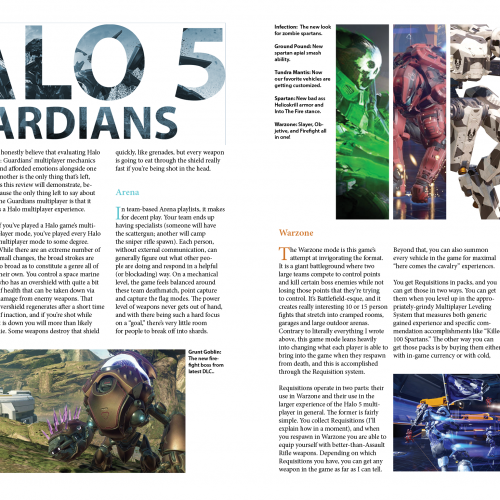 ALO 5
ARDIANS
honestly believe that evaluating Halo
: Guardians' multiplayer mechanics
nd afforded emotions alongside one
nother is the only thing that's left,
s this review will demonstrate, be-
ause the only thing left to say about
he Guardians multiplayer is that it
s a Halo multiplayer experience.
f you've played a Halo game's multi-
layer mode, you've played every Halo
multiplayer mode to some degree.
While there are an extreme number of
mall changes, the broad strokes are
o broad as to constitute a genre all of
heir own. You control a space marine
who has an overshield with quite a bit
f health that can be taken down via
amage from enemy weapons. That
vershield regenerates after a short time
f inaction, and if you're shot while
t is down you will more than likely
ie. Some weapons destroy that shield
quickly, like grenades, but every weapon
is going to eat through the shield really
fast if you're being shot in the head.
Arena
In team-based Arena playlists, it makes
for decent play. Your team ends up
having specialists (someone will have
the scattergun; another will camp
the sniper rifle spawn). Each person,
without external communication, can
generally figure out what other peo-
ple are doing and respond in a helpful
(or blockading) way. On a mechanical
level, the game feels balanced around
these team deathmatch, point capture
and capture the flag modes. The power
level of weapons never gets out of hand,
and with there being such a hard focus
on a "goal," there's very little room
for people to break off into shards.
Grunt Goblin:
The new fire-
fight boss from
latest DLC.
Infection: The new look
for zombie spartans.
Ground Pound: New
spartan apial smash
ability.
Tundra Mantis: Now
our favorite vehicles are
getting customized.
Spartan: New bad ass
Helioskrill armor and
Into The Fire stance.
Warzone: Slayer, Ob-
jetive, and Firefight all
in one!
Warzone
The Warzone mode is this game's
attempt at invigorating the format.
It is a giant battleground where two
large teams compete to control points
and kill certain boss enemies while not
losing those points that they're trying
to control. It's Battlefield-esque, and it
creates really interesting 10 or 15 person
fights that stretch into cramped rooms,
garages and large outdoor arenas.
Contrary to literally everything I wrote
above, this game mode leans heavily
into changing what each player is able to
bring into the game when they respawn
from death, and this is accomplished
through the Requisition system.
Requisitions operate in two parts: their
use in Warzone and their use in the
larger experience of the Halo 5 multi-
player in general. The former is fairly
simple. You collect Requisitions (I'll
explain how in a moment), and when
you respawn in Warzone you are able to
equip yourself with better-than-Assault
Rifle weapons. Depending on which
Requisitions you have, you can get any
weapon in the game as far as I can tell.
Beyond that, you can also summon
every vehicle in the game for maximal
"here comes the cavalry" experiences.
You get Requisitions in packs, and you
can get those in two ways. You can get
them when you level up in the appro-
priately-grindy Multiplayer Leveling
System that measures both generic
gained experience and specific com-
mendation accomplishments like "Kille
100 Spartans." The other way you can
get those packs is by buying them either
with in-game currency or with cold,